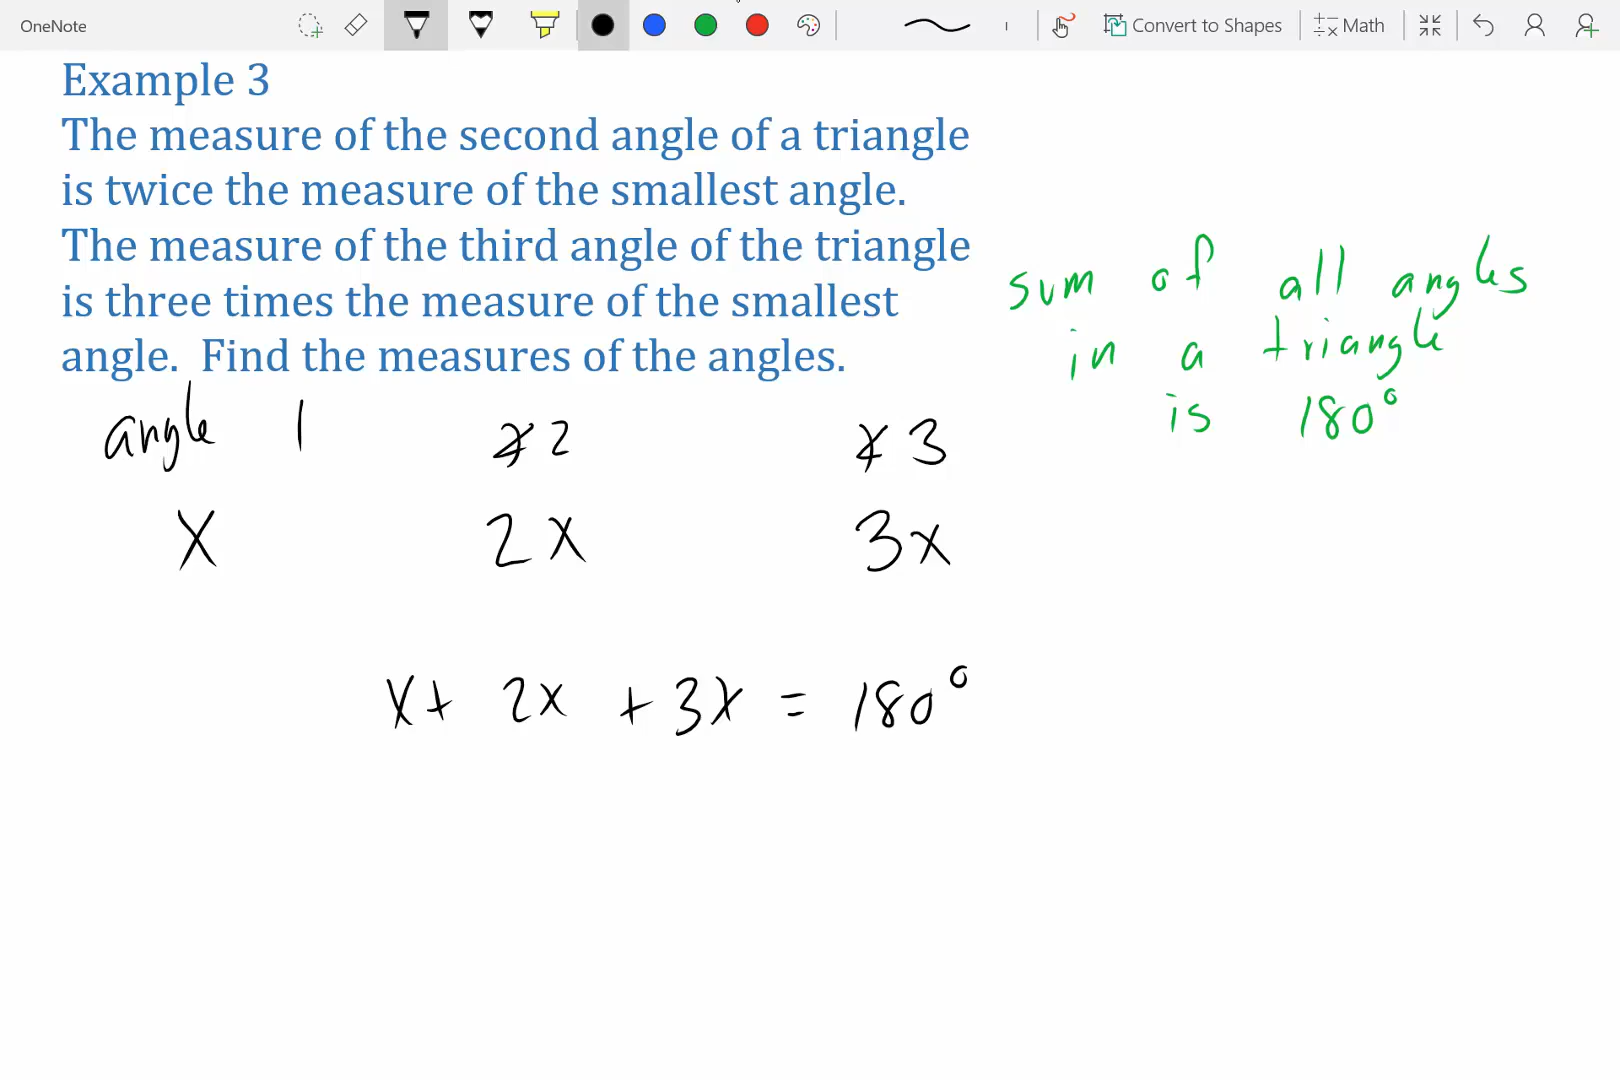 OneNote
Convert to Shapes
Math
Example 3
The measure of the second angle of a triangle
is twice the measure of the smallest angle.
The measure of the third angle of the triangle
is three times the measure of the smallest
angle. Find the measures of the angles.
sum of all angles
in a triangle
is 180°
angle 1 ∡2 ∡3
x 2x 3x
x + 2x + 3x = 180°